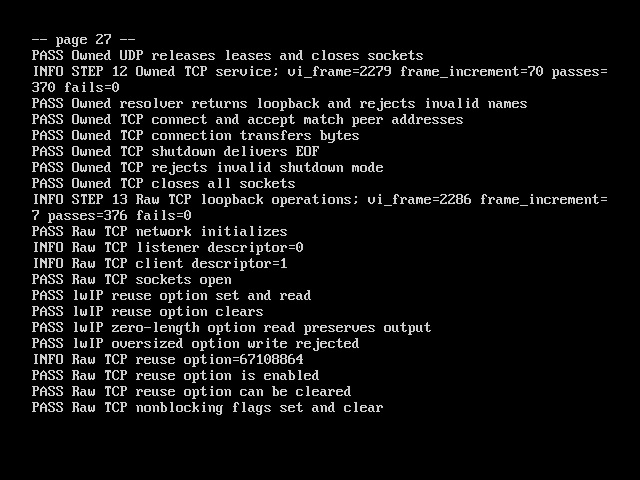 -- page 27 --
PASS Owned UDP releases leases and closes sockets
INFO STEP 12 Owned TCP service; vi_frame=2279 frame_increment=70 passes=
370 fails=0
PASS Owned resolver returns loopback and rejects invalid names
PASS Owned TCP connect and accept match peer addresses
PASS Owned TCP connection transfers bytes
PASS Owned TCP shutdown delivers EOF
PASS Owned TCP rejects invalid shutdown mode
PASS Owned TCP closes all sockets
INFO STEP 13 Raw TCP loopback operations; vi_frame=2286 frame_increment=
7 passes=376 fails=0
PASS Raw TCP network initializes
INFO Raw TCP listener descriptor=0
INFO Raw TCP client descriptor=1
PASS Raw TCP sockets open
PASS lwIP reuse option set and read
PASS lwIP reuse option clears
PASS lwIP zero-length option read preserves output
PASS lwIP oversized option write rejected
INFO Raw TCP reuse option=67108864
PASS Raw TCP reuse option is enabled
PASS Raw TCP reuse option can be cleared
PASS Raw TCP nonblocking flags set and clear